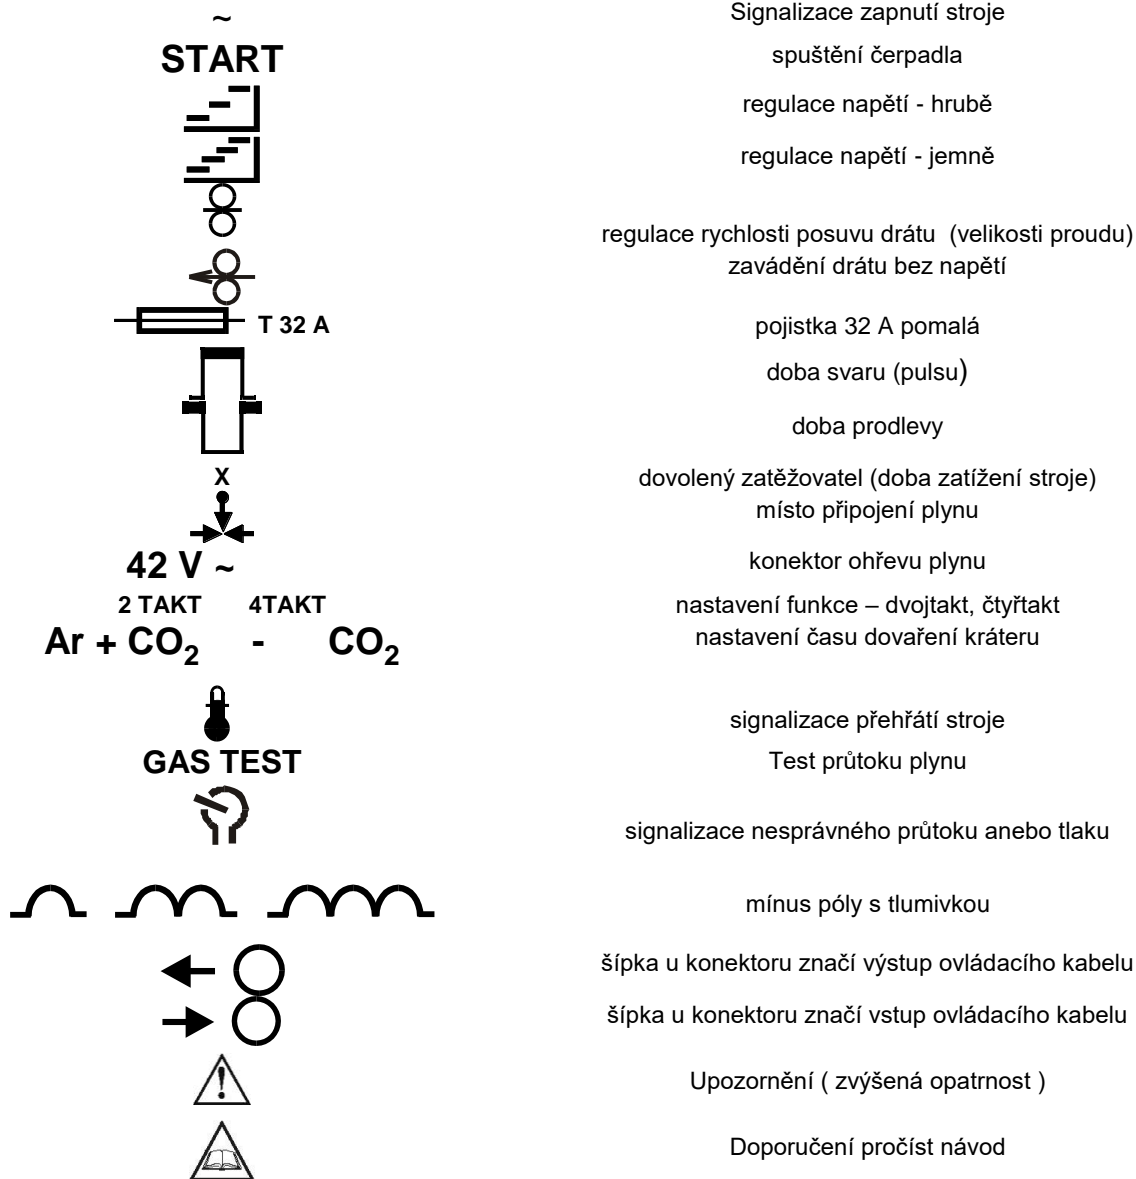 ~ Signalizace zapnutí stroje
START spuštění čerpadla
regulace napětí - hrubě
regulace napětí - jemně
regulace rychlosti posuvu drátu (velikosti proudu)
zavádění drátu bez napětí
T 32 A pojistka 32 A pomalá
doba svaru (pulsu)
doba prodlevy
X dovolený zatěžovatel (doba zatížení stroje)
místo připojení plynu
42 V ~ konektor ohřevu plynu
2 TAKT 4TAKT nastavení funkce – dvojtakt, čtyřtakt
Ar + CO₂ - CO₂ nastavení času dovaření kráteru
signalizace přehřátí stroje
GAS TEST Test průtoku plynu
signalizace nesprávného průtoku anebo tlaku
mínus póly s tlumivkou
šípka u konektoru značí výstup ovládacího kabelu
šípka u konektoru značí vstup ovládacího kabelu
Upozornění ( zvýšená opatrnost )
Doporučení pročíst návod